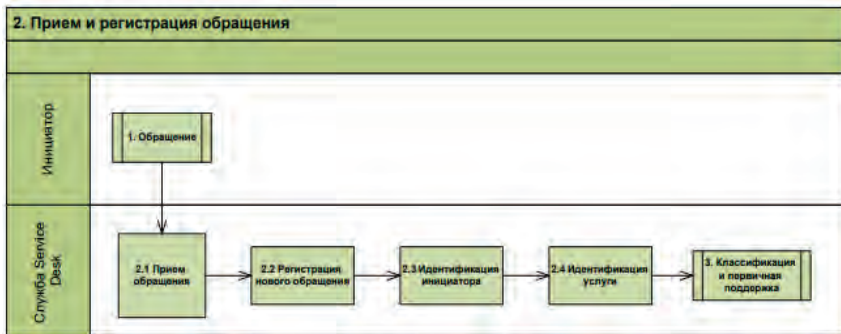 2. Прием и регистрация обращения
Инициатор
1. Обращение
Служба Service
Desk
2.1 Прием
обращения
2.2 Регистрация
нового обращения
2.3 Идентификация
инициатора
2.4 Идентификация
услуги
3. Классификация
и первичная
поддержка